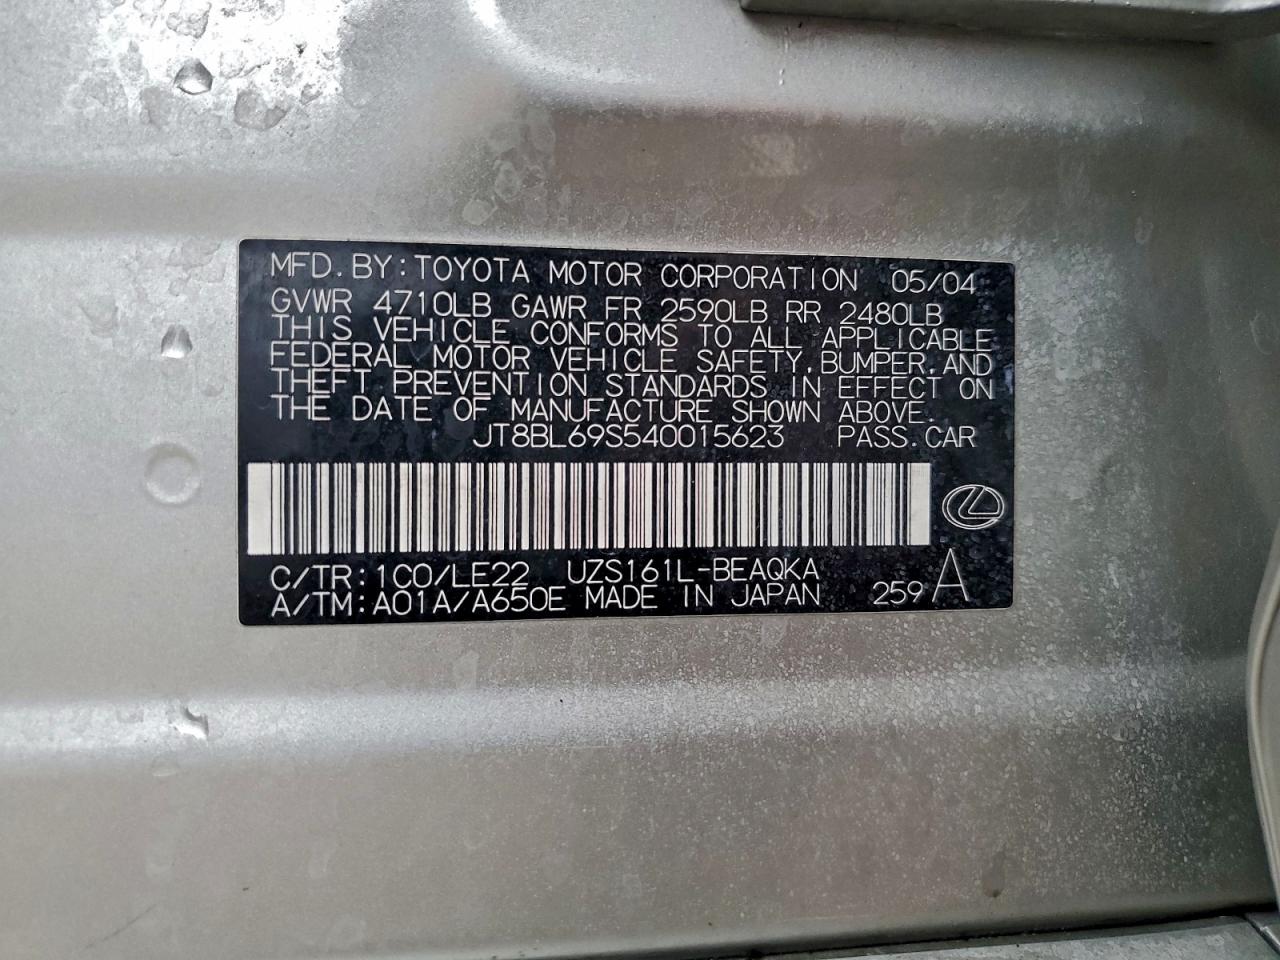 MFD. BY: TOYOTA MOTOR CORPORATION 05/04
GVWR 4710LB GAWR FR 2590LB RR 2480LB
THIS VEHICLE CONFORMS TO ALL APPLICABLE
FEDERAL MOTOR VEHICLE SAFETY, BUMPER, AND
THEFT PREVENTION STANDARDS IN EFFECT ON
THE DATE OF MANUFACTURE SHOWN ABOVE.
JT8BL69S540015623 PASS. CAR
C/TR: 1C0/LE22 UZS161L-BEAQKA
A/TM: A01A/A650E MADE IN JAPAN 259 A